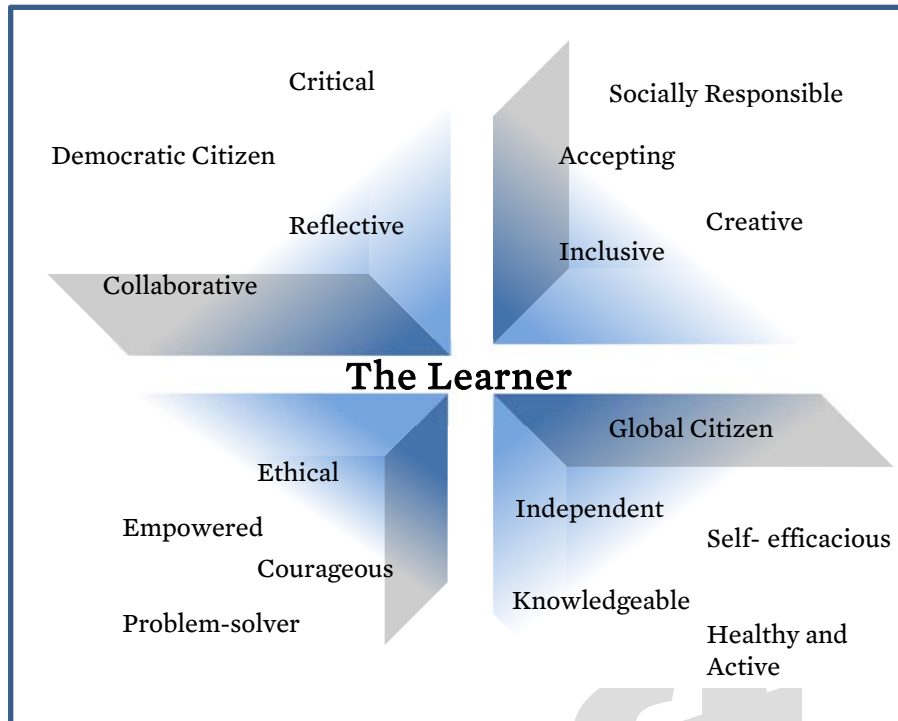 Critical
Socially Responsible
Democratic Citizen
Accepting
Reflective
Creative
Inclusive
Collaborative
The Learner
Global Citizen
Ethical
Independent
Empowered
Self- efficacious
Courageous
Knowledgeable
Problem-solver
Healthy and
Active